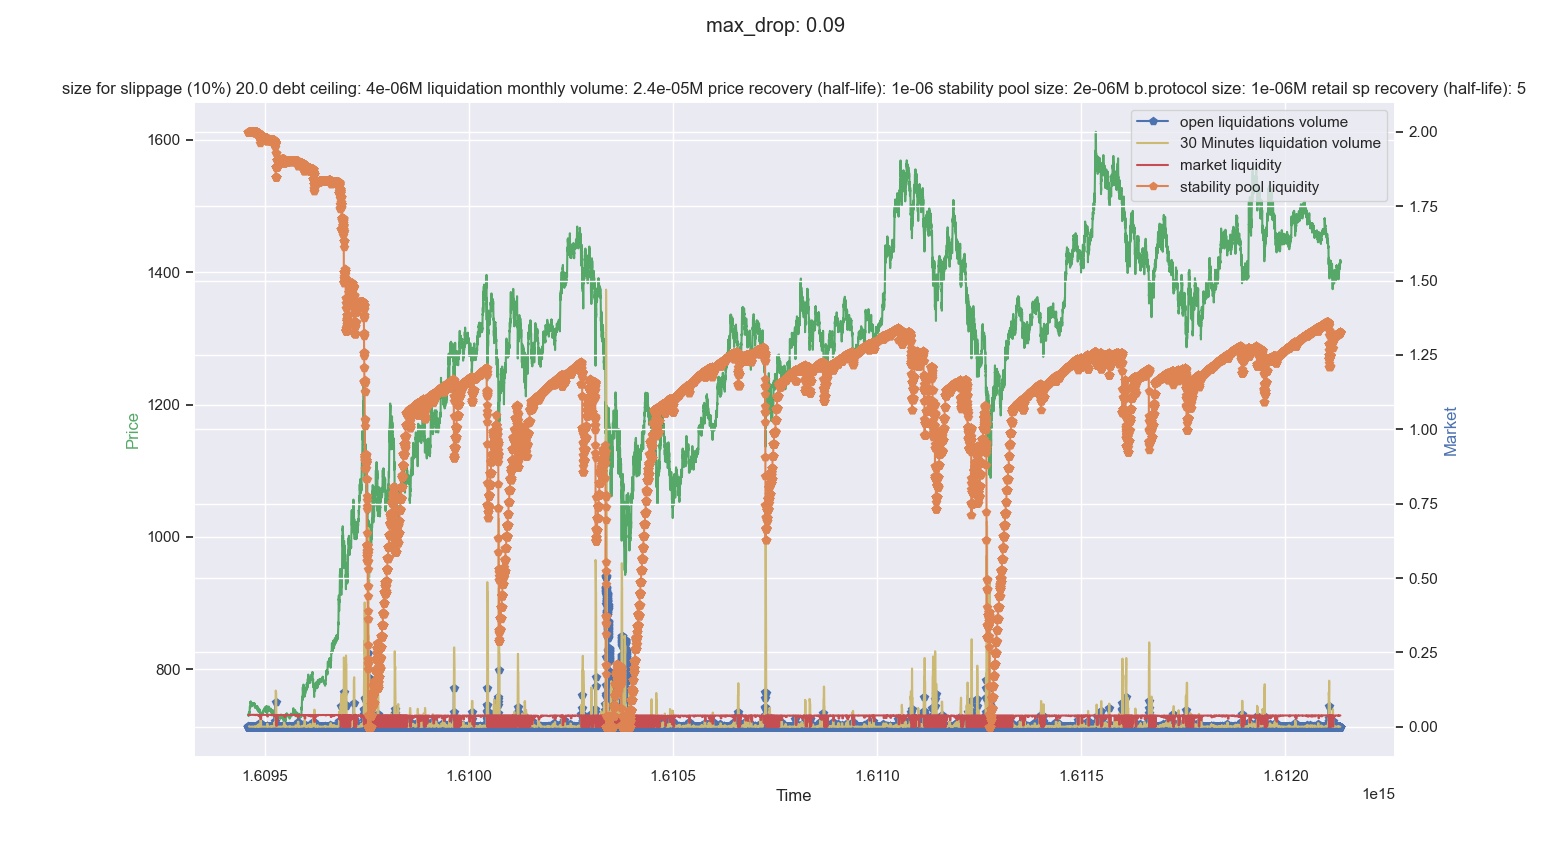 max_drop: 0.09
size for slippage (10%) 20.0 debt ceiling: 4e-06M liquidation monthly volume: 2.4e-05M price recovery (half-life): 1e-06 stability pool size: 2e-06M b.protocol size: 1e-06M retail sp recovery (half-life): 5
open liquidations volume
30 Minutes liquidation volume
market liquidity
stability pool liquidity
1600
1400
1200
1000
800
Price
2.00
1.75
1.50
1.25
1.00
0.75
0.50
0.25
0.00
Market
1.6095 1.6100 1.6105 1.6110 1.6115 1.6120
1e15
Time